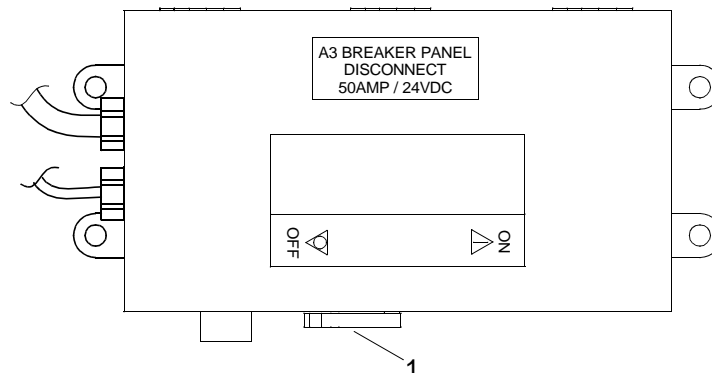 A3 BREAKER PANEL
DISCONNECT
50AMP / 24VDC
OFF
ON
1